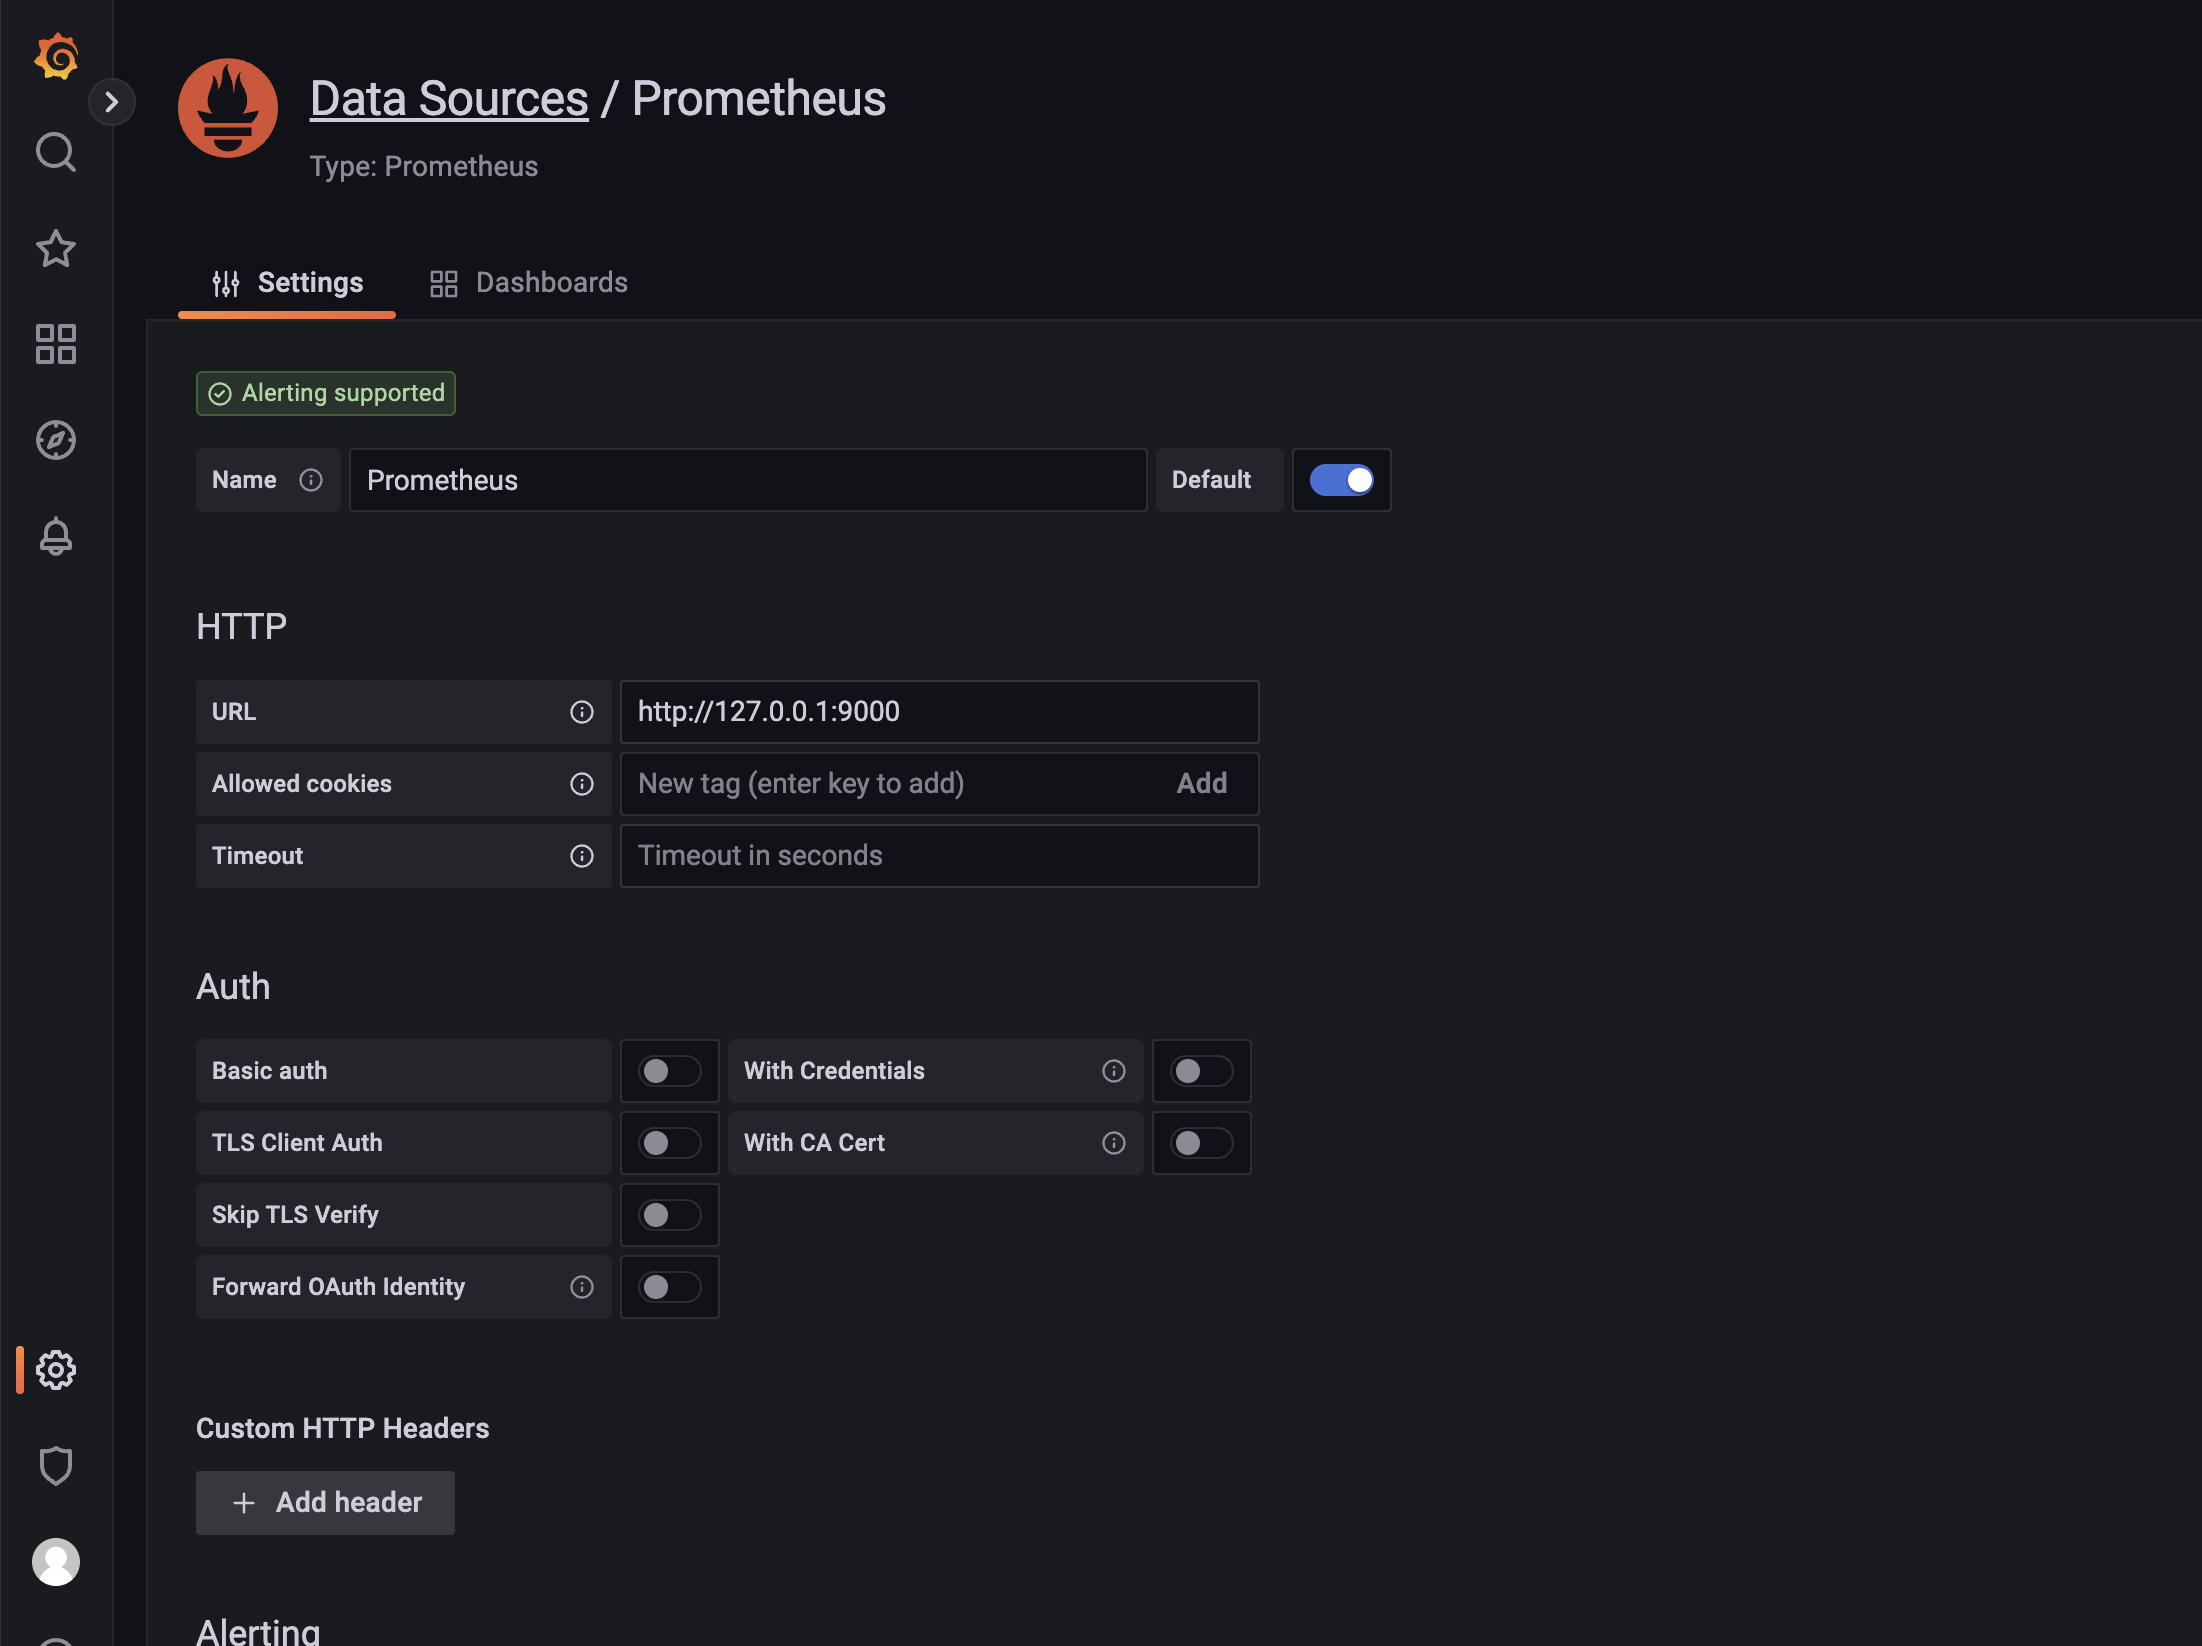 Data Sources / Prometheus
Type: Prometheus
Settings
Dashboards
Alerting supported
Name
Prometheus
Default
HTTP
URL
http://127.0.0.1:9000
Allowed cookies
New tag (enter key to add)
Add
Timeout
Timeout in seconds
Auth
Basic auth
With Credentials
TLS Client Auth
With CA Cert
Skip TLS Verify
Forward OAuth Identity
Custom HTTP Headers
Add header
Alerting